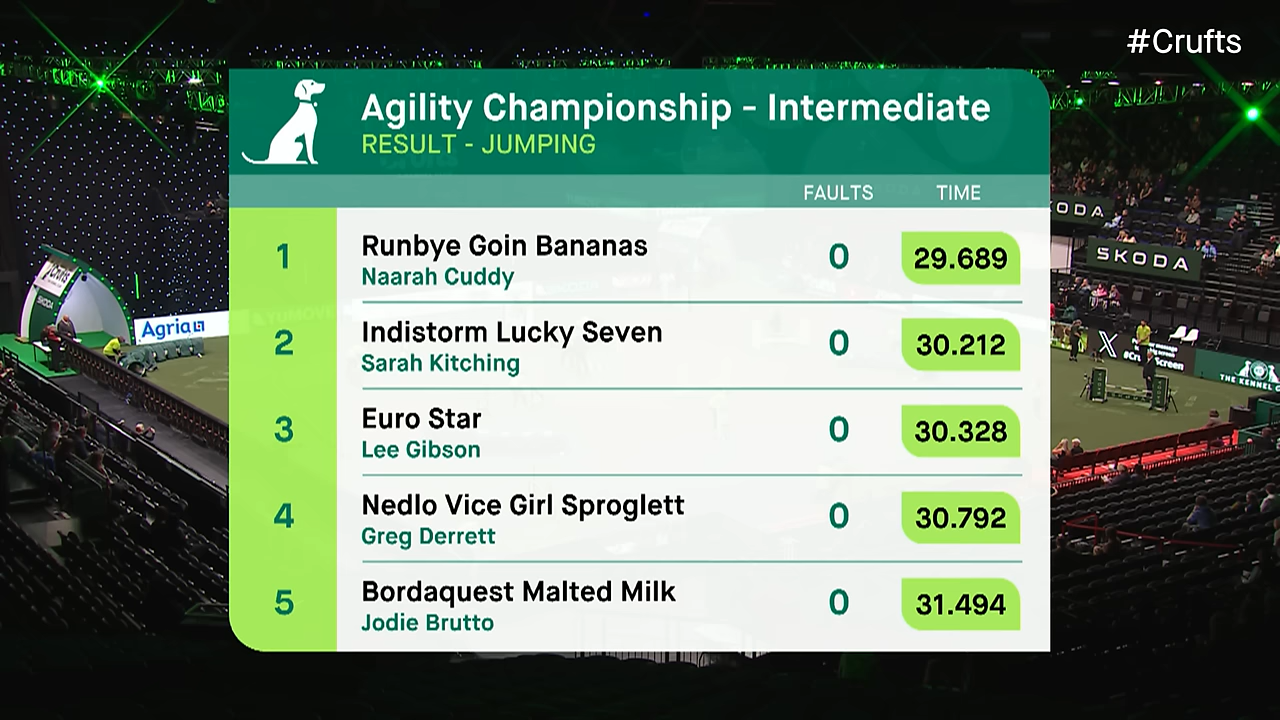 #Crufts
Agility Championship - Intermediate
RESULT - JUMPING
FAULTS TIME
1 Runbye Goin Bananas 0 29.689
Naarah Cuddy
2 Indistorm Lucky Seven 0 30.212
Sarah Kitching
3 Euro Star 0 30.328
Lee Gibson
4 Nedlo Vice Girl Sproglett 0 30.792
Greg Derrett
5 Bordaquest Malted Milk 0 31.494
Jodie Brutto
Agria
SKODA
SKODA
X
THE KENNEL